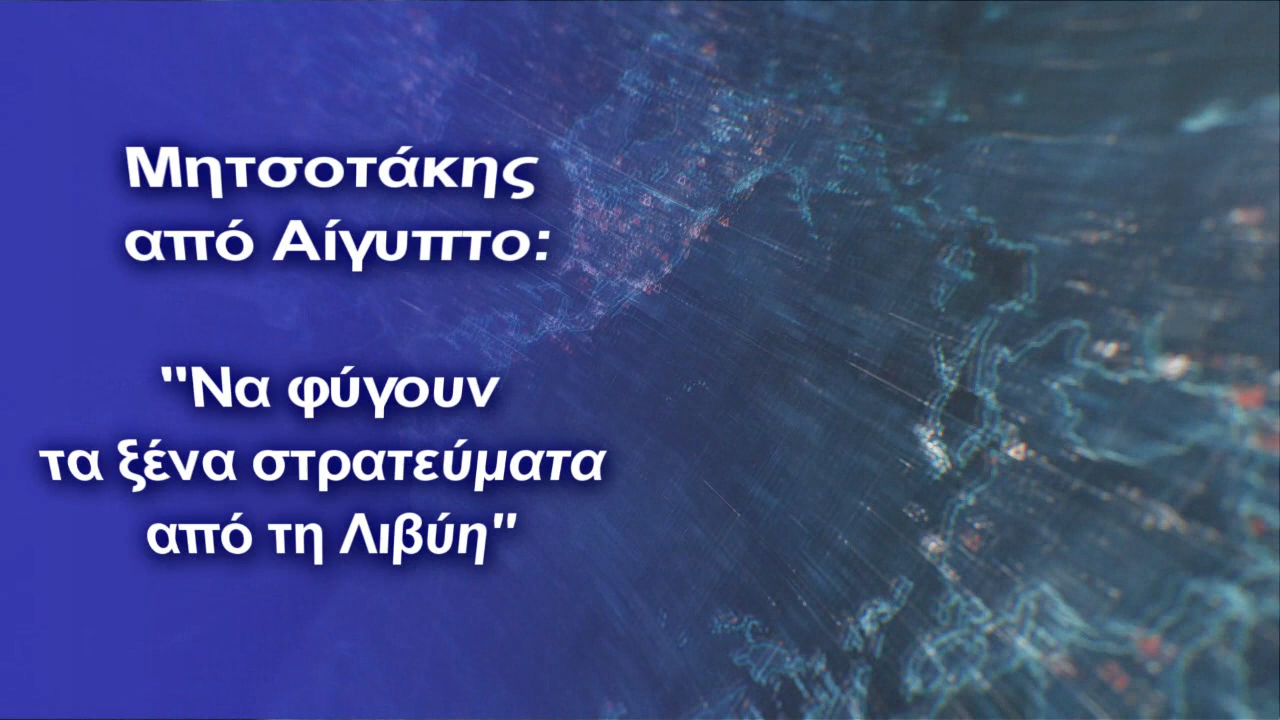 Μητσοτάκης
από Αίγυπτο:
"Να φύγουν
τα ξένα στρατεύματα
από τη Λιβύη"